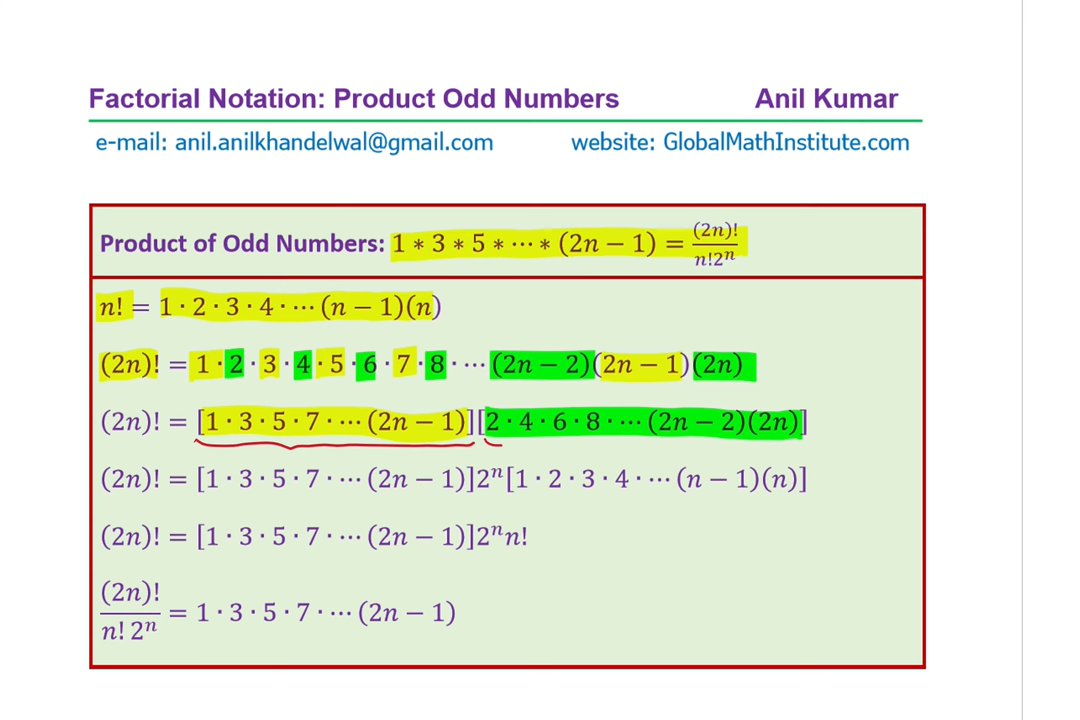 Factorial Notation: Product Odd Numbers Anil Kumar
e-mail: anil.anilkhandelwal@gmail.com website: GlobalMathInstitute.com
Product of Odd Numbers: 1 * 3 * 5 * ⋯ * (2n − 1) = (2n)!/n!2ⁿ
n! = 1 · 2 · 3 · 4 · ⋯ (n − 1)(n)
(2n)! = 1 · 2 · 3 · 4 · 5 · 6 · 7 · 8 · ⋯ (2n − 2)(2n − 1)(2n)
(2n)! = [1 · 3 · 5 · 7 · ⋯ (2n − 1)][2 · 4 · 6 · 8 · ⋯ (2n − 2)(2n)]
(2n)! = [1 · 3 · 5 · 7 · ⋯ (2n − 1)]2ⁿ[1 · 2 · 3 · 4 · ⋯ (n − 1)(n)]
(2n)! = [1 · 3 · 5 · 7 · ⋯ (2n − 1)]2ⁿn!
(2n)!/n! 2ⁿ = 1 · 3 · 5 · 7 · ⋯ (2n − 1)